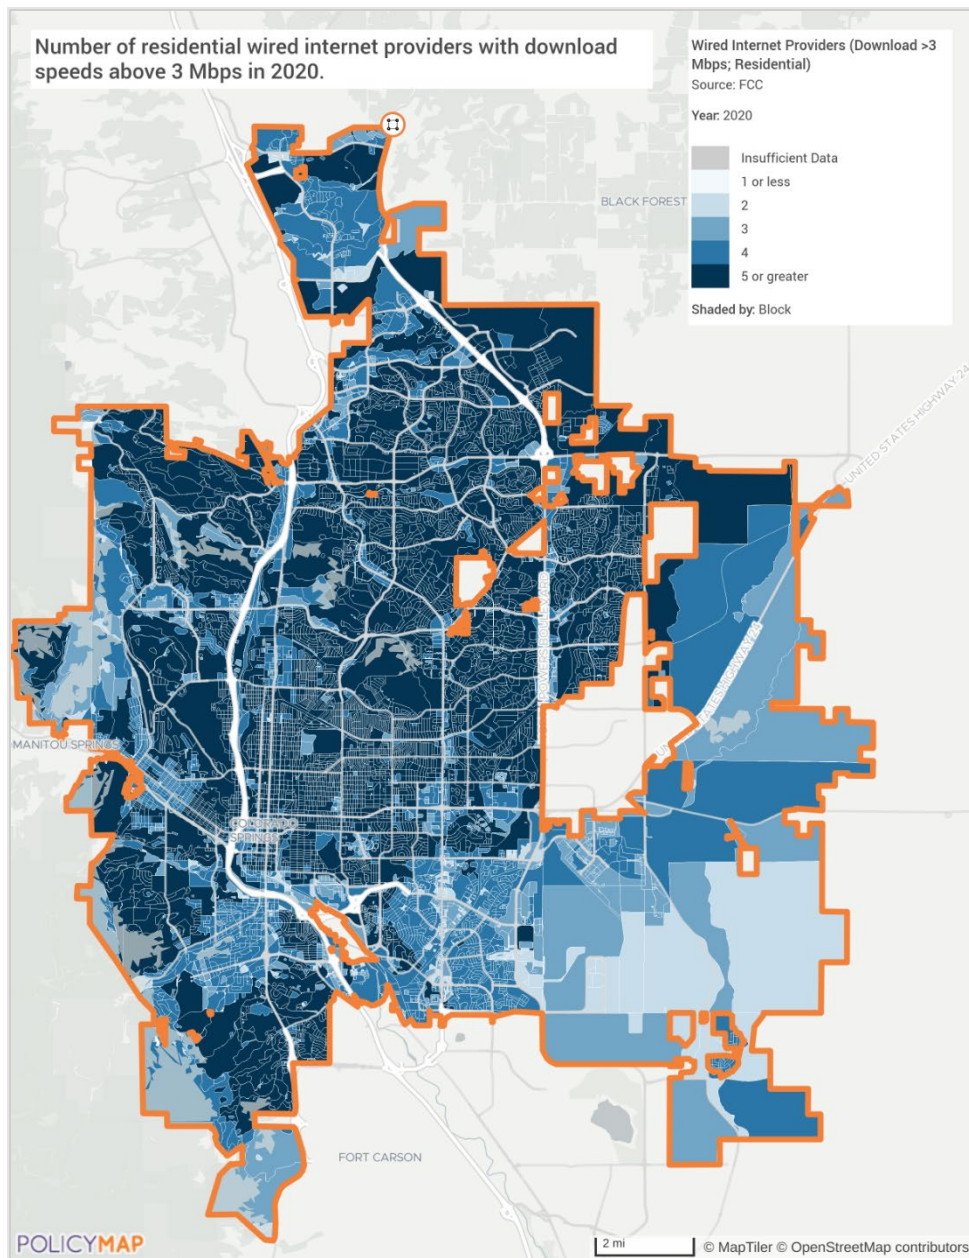 Number of residential wired internet providers with download
speeds above 3 Mbps in 2020.
Wired Internet Providers (Download >3
Mbps; Residential)
Source: FCC
Year: 2020
Insufficient Data
1 or less
2
3
4
5 or greater
Shaded by: Block
BLACK FOREST
UNITED STATES HIGHWAY 24
MANITOU SPRINGS
COLORADO
SPRINGS
FORT CARSON
POLICYMAP
2 mi
© MapTiler © OpenStreetMap contributors